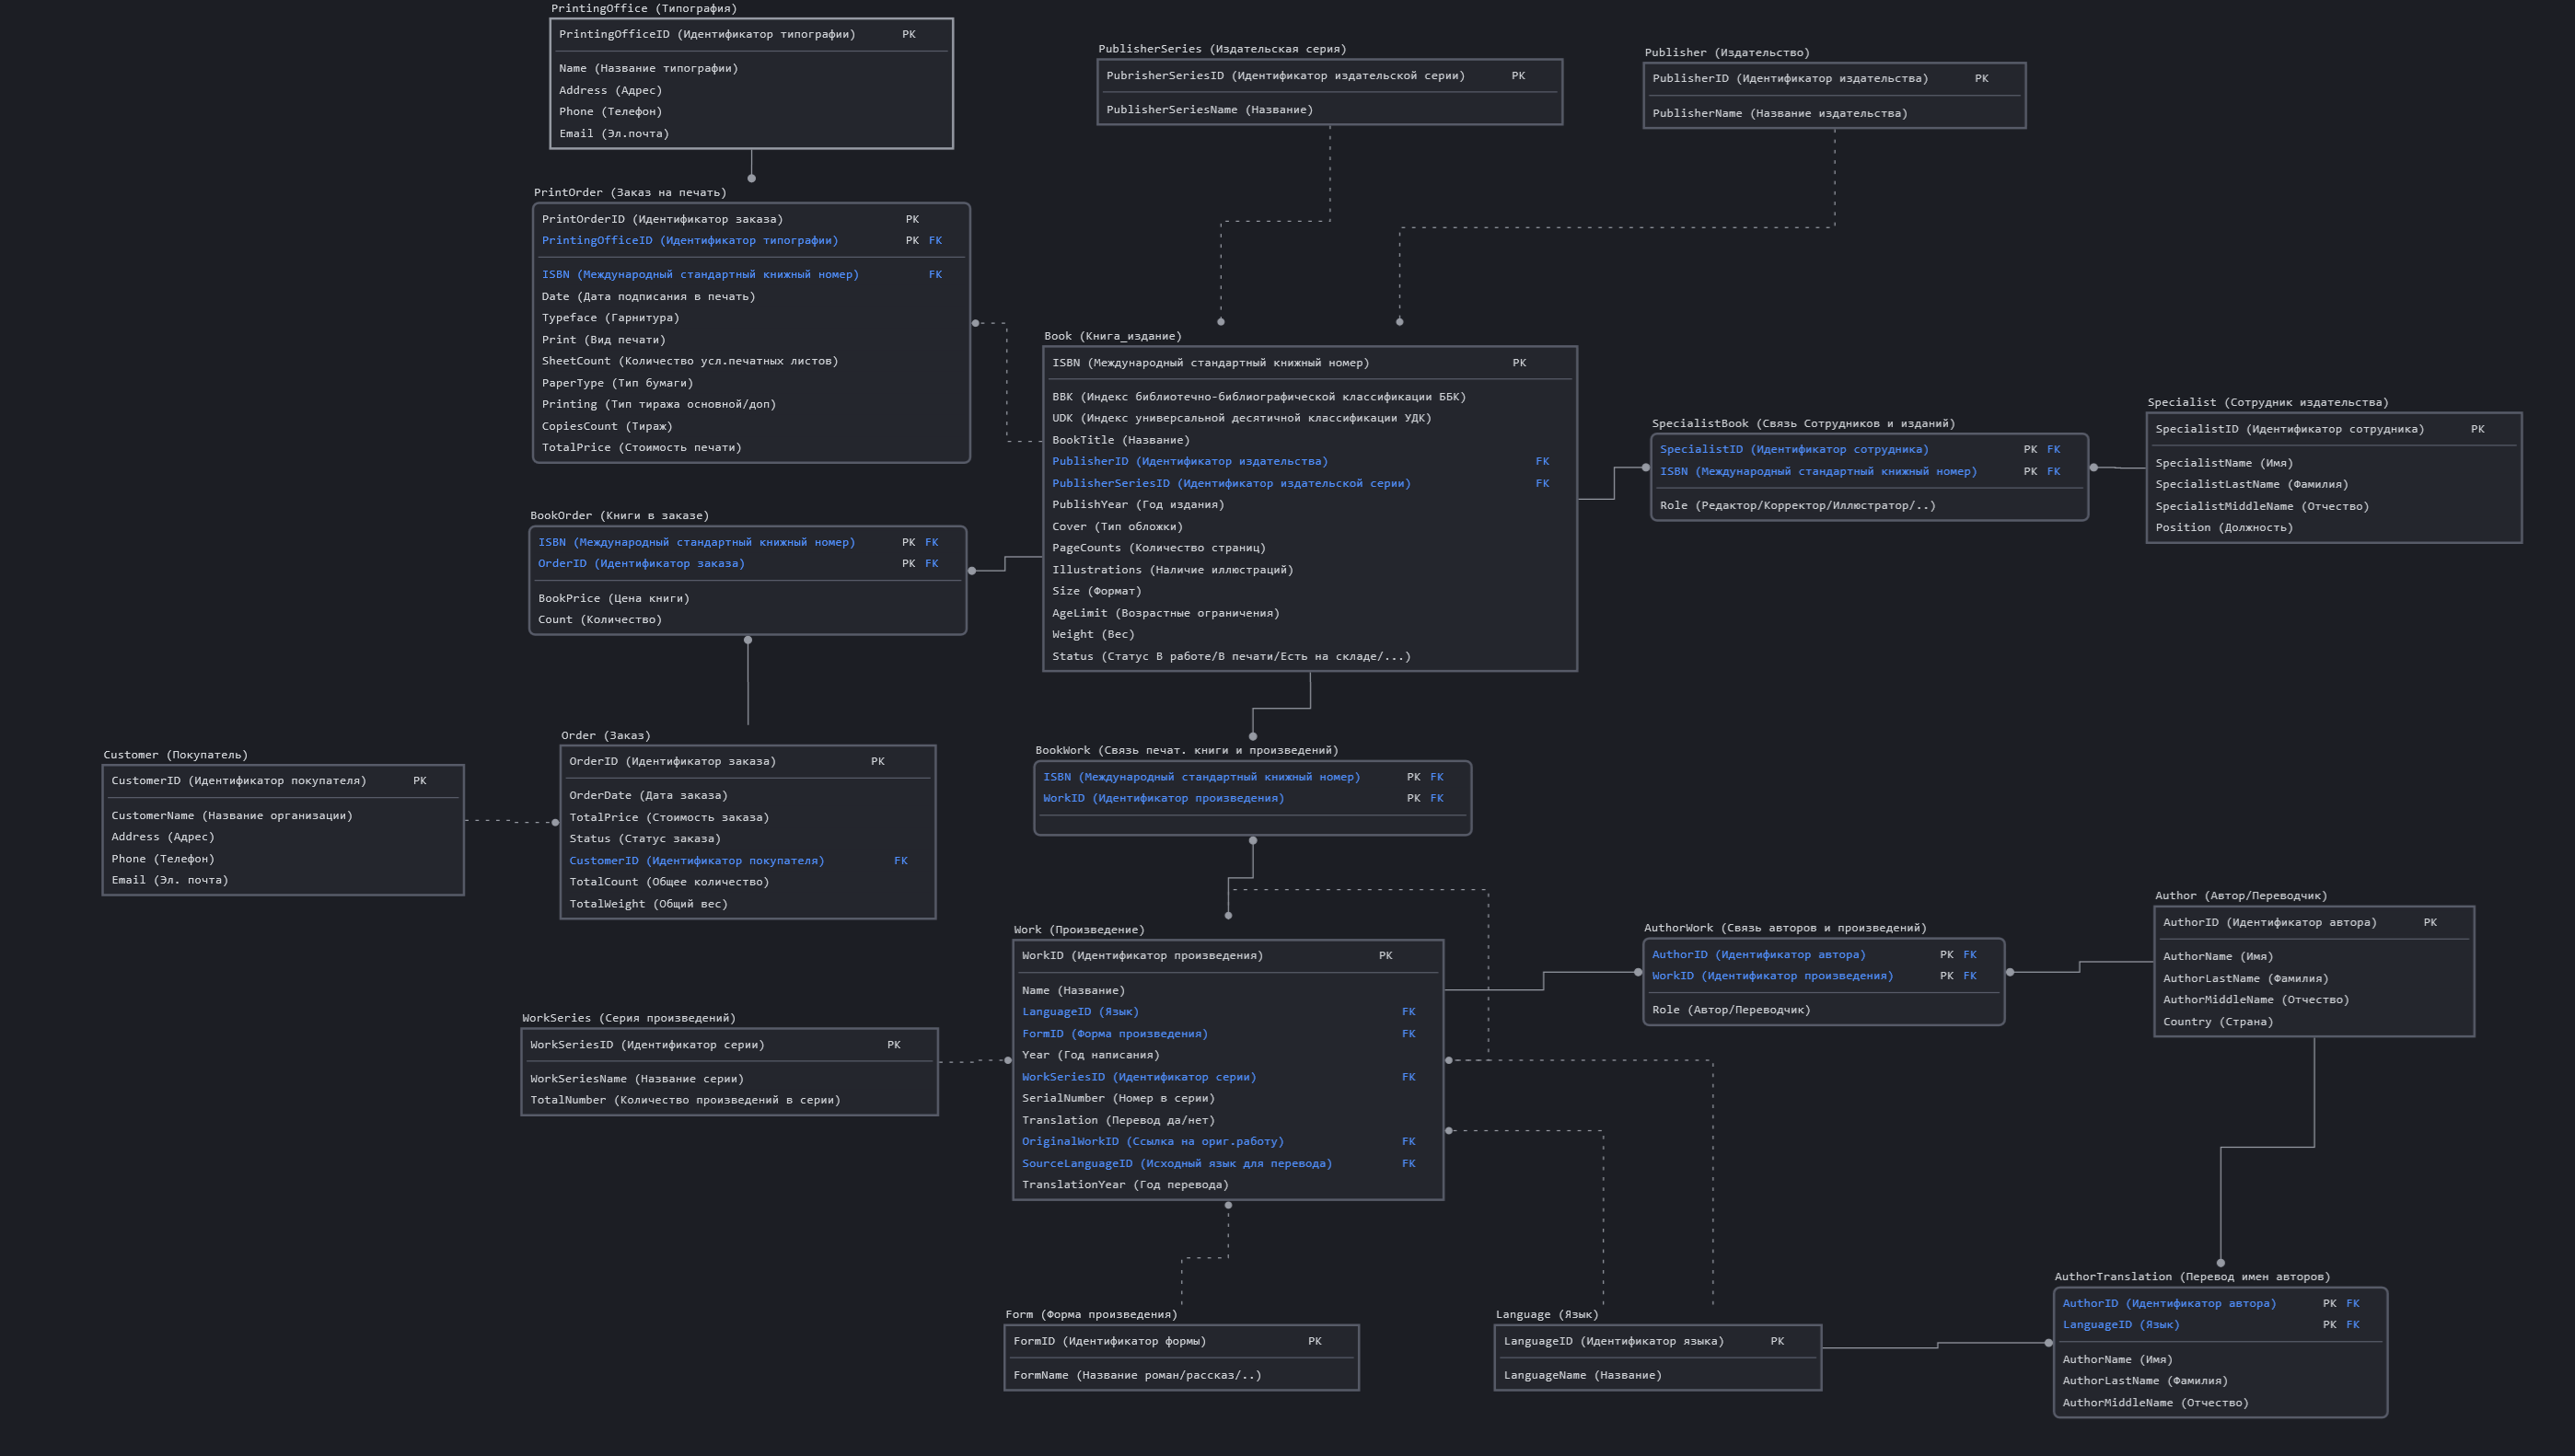 PrintingOffice (Типография)
PrintingOfficeID (Идентификатор типографии) PK
Name (Название типографии)
Address (Адрес)
Phone (Телефон)
Email (Эл.почта)
PublisherSeries (Издательская серия)
PubrisherSeriesID (Идентификатор издательской серии) PK
PublisherSeriesName (Название)
Publisher (Издательство)
PublisherID (Идентификатор издательства) PK
PublisherName (Название издательства)
PrintOrder (Заказ на печать)
PrintOrderID (Идентификатор заказа) PK
PrintingOfficeID (Идентификатор типографии) PK FK
ISBN (Международный стандартный книжный номер) FK
Date (Дата подписания в печать)
Typeface (Гарнитура)
Print (Вид печати)
SheetCount (Количество усл.печатных листов)
PaperType (Тип бумаги)
Printing (Тип тиража основной/доп)
CopiesCount (Тираж)
TotalPrice (Стоимость печати)
Book (Книга_издание)
ISBN (Международный стандартный книжный номер) PK
BBK (Индекс библиотечно-библиографической классификации ББК)
UDK (Индекс универсальной десятичной классификации УДК)
BookTitle (Название)
PublisherID (Идентификатор издательства) FK
PublisherSeriesID (Идентификатор издательской серии) FK
PublishYear (Год издания)
Cover (Тип обложки)
PageCounts (Количество страниц)
Illustrations (Наличие иллюстраций)
Size (Формат)
AgeLimit (Возрастные ограничения)
Weight (Вес)
Status (Статус В работе/В печати/Есть на складе/...)
SpecialistBook (Связь Сотрудников и изданий)
SpecialistID (Идентификатор сотрудника) PK FK
ISBN (Международный стандартный книжный номер) PK FK
Role (Редактор/Корректор/Иллюстратор/..)
Specialist (Сотрудник издательства)
SpecialistID (Идентификатор сотрудника) PK
SpecialistName (Имя)
SpecialistLastName (Фамилия)
SpecialistMiddleName (Отчество)
Position (Должность)
BookOrder (Книги в заказе)
ISBN (Международный стандартный книжный номер) PK FK
OrderID (Идентификатор заказа) PK FK
BookPrice (Цена книги)
Count (Количество)
Customer (Покупатель)
CustomerID (Идентификатор покупателя) PK
CustomerName (Название организации)
Address (Адрес)
Phone (Телефон)
Email (Эл. почта)
Order (Заказ)
OrderID (Идентификатор заказа) PK
OrderDate (Дата заказа)
TotalPrice (Стоимость заказа)
Status (Статус заказа)
CustomerID (Идентификатор покупателя) FK
TotalCount (Общее количество)
TotalWeight (Общий вес)
BookWork (Связь печат. книги и произведений)
ISBN (Международный стандартный книжный номер) PK FK
WorkID (Идентификатор произведения) PK FK
Work (Произведение)
WorkID (Идентификатор произведения) PK
Name (Название)
LanguageID (Язык) FK
FormID (Форма произведения) FK
Year (Год написания)
WorkSeriesID (Идентификатор серии) FK
SerialNumber (Номер в серии)
Translation (Перевод да/нет)
OriginalWorkID (Ссылка на ориг.работу) FK
SourceLanguageID (Исходный язык для перевода) FK
TranslationYear (Год перевода)
AuthorWork (Связь авторов и произведений)
AuthorID (Идентификатор автора) PK FK
WorkID (Идентификатор произведения) PK FK
Role (Автор/Переводчик)
Author (Автор/Переводчик)
AuthorID (Идентификатор автора) PK
AuthorName (Имя)
AuthorLastName (Фамилия)
AuthorMiddleName (Отчество)
Country (Страна)
WorkSeries (Серия произведений)
WorkSeriesID (Идентификатор серии) PK
WorkSeriesName (Название серии)
TotalNumber (Количество произведений в серии)
Form (Форма произведения)
FormID (Идентификатор формы) PK
FormName (Название роман/рассказ/..)
Language (Язык)
LanguageID (Идентификатор языка) PK
LanguageName (Название)
AuthorTranslation (Перевод имен авторов)
AuthorID (Идентификатор автора) PK FK
LanguageID (Язык) PK FK
AuthorName (Имя)
AuthorLastName (Фамилия)
AuthorMiddleName (Отчество)